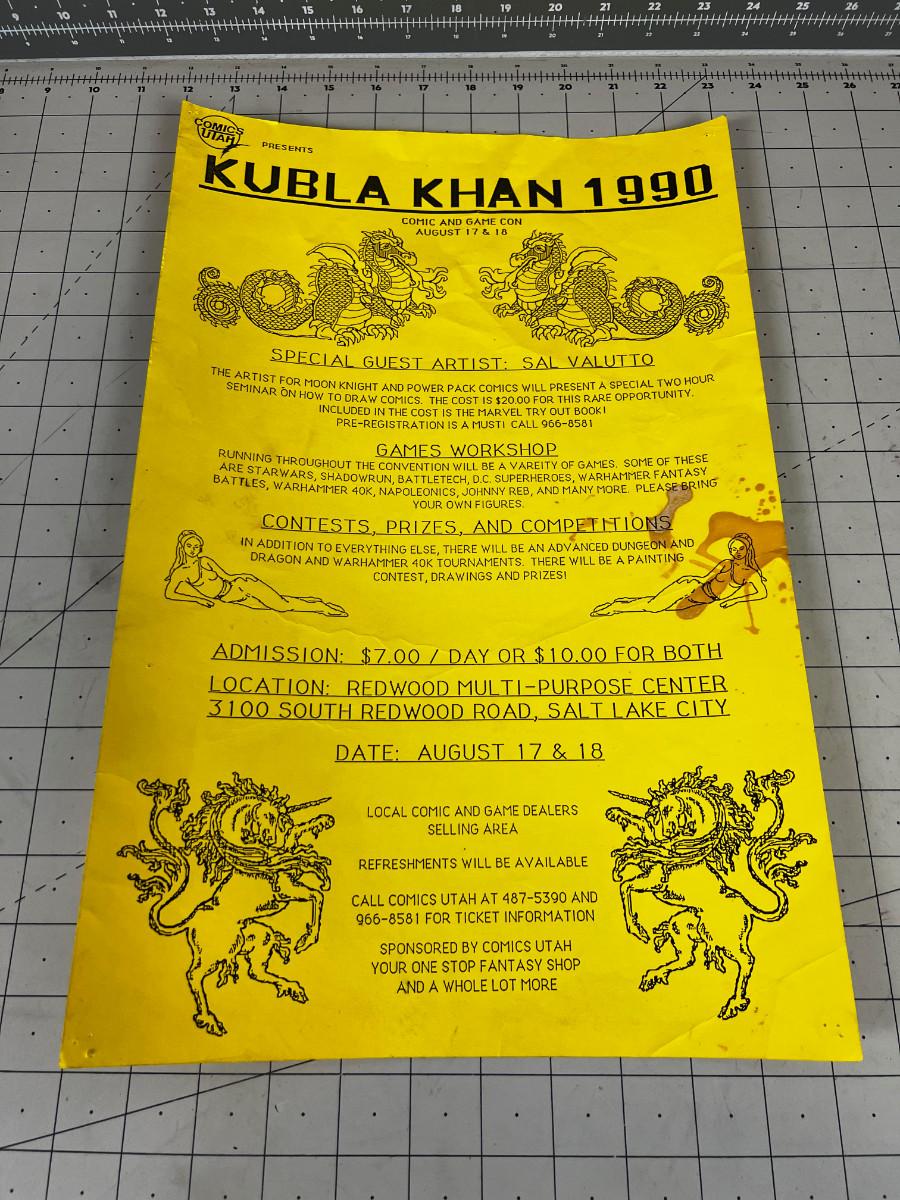 COMICS
UTAH
PRESENTS
KUBLA KHAN 1990
COMIC AND GAME CON
AUGUST 17 & 18
SPECIAL GUEST ARTIST: SAL VALUTTO
THE ARTIST FOR MOON KNIGHT AND POWER PACK COMICS WILL PRESENT A SPECIAL TWO HOUR
SEMINAR ON HOW TO DRAW COMICS. THE COST IS $20.00 FOR THIS RARE OPPORTUNITY.
INCLUDED IN THE COST IS THE MARVEL TRY OUT BOOK!
PRE-REGISTRATION IS A MUST! CALL 966-8581
GAMES WORKSHOP
RUNNING THROUGHOUT THE CONVENTION WILL BE A VAREITY OF GAMES. SOME OF THESE
ARE STARWARS, SHADOWRUN, BATTLETECH, D.C. SUPERHEROES, WARHAMMER FANTASY
BATTLES, WARHAMMER 40K, NAPOLEONICS, JOHNNY REB, AND MANY MORE. PLEASE BRING
YOUR OWN FIGURES.
CONTESTS, PRIZES, AND COMPETITIONS
IN ADDITION TO EVERYTHING ELSE, THERE WILL BE AN ADVANCED DUNGEON AND
DRAGON AND WARHAMMER 40K TOURNAMENTS. THERE WILL BE A PAINTING
CONTEST, DRAWINGS AND PRIZES!
ADMISSION: $7.00 / DAY OR $10.00 FOR BOTH
LOCATION: REDWOOD MULTI-PURPOSE CENTER
3100 SOUTH REDWOOD ROAD, SALT LAKE CITY
DATE: AUGUST 17 & 18
LOCAL COMIC AND GAME DEALERS
SELLING AREA
REFRESHMENTS WILL BE AVAILABLE
CALL COMICS UTAH AT 487-5390 AND
966-8581 FOR TICKET INFORMATION
SPONSORED BY COMICS UTAH
YOUR ONE STOP FANTASY SHOP
AND A WHOLE LOT MORE